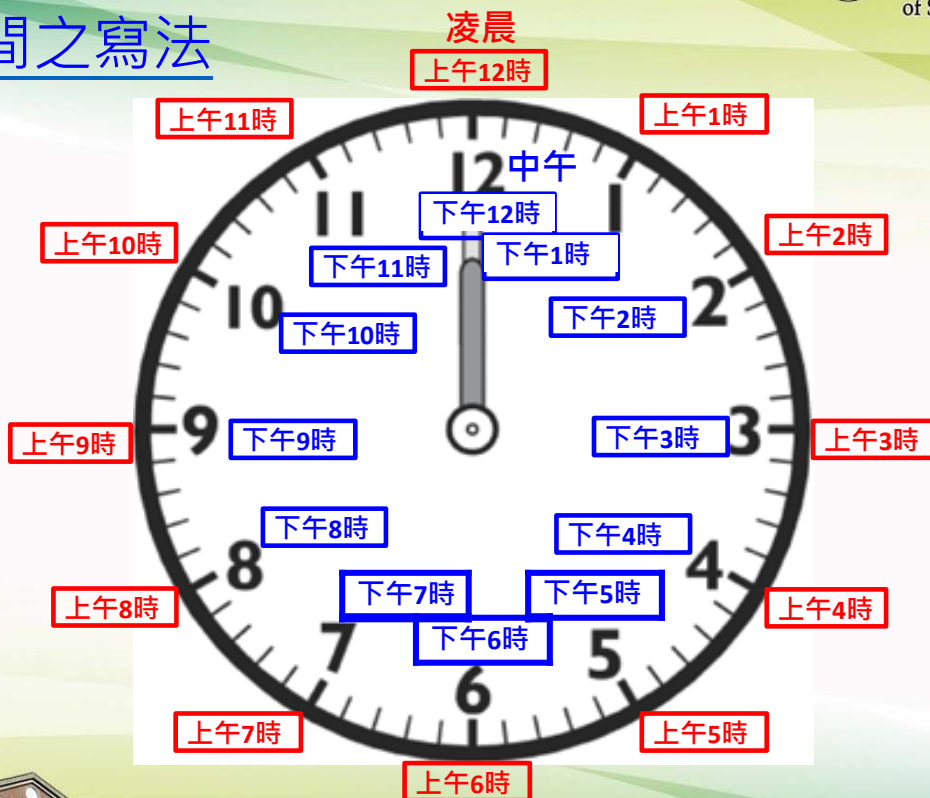 of S
間之寫法
凌晨
上午12時
上午11時
上午1時
12 中午
下午12時
11
1
上午10時
上午2時
下午11時
下午1時
10
下午10時
下午2時
2
上午9時
9
下午9時
下午3時
3
上午3時
8
下午8時
下午4時
4
上午8時
下午7時
下午5時
上午4時
下午6時
7
5
6
上午7時
上午5時
上午6時